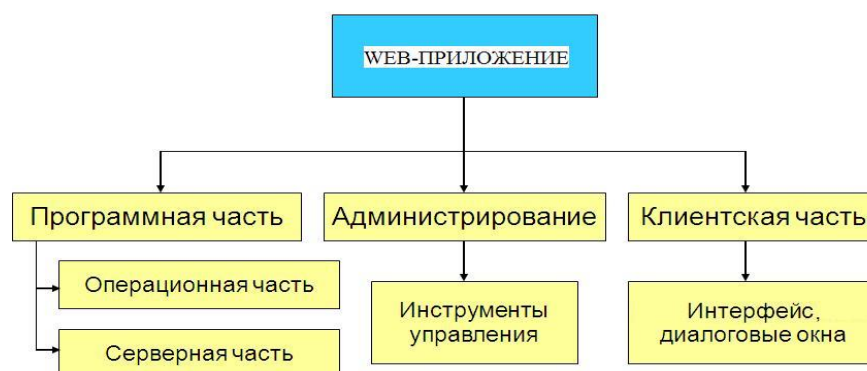 WEB-ПРИЛОЖЕНИЕ
Программная часть
Администрирование
Клиентская часть
Операционная часть
Серверная часть
Инструменты
управления
Интерфейс,
диалоговые окна